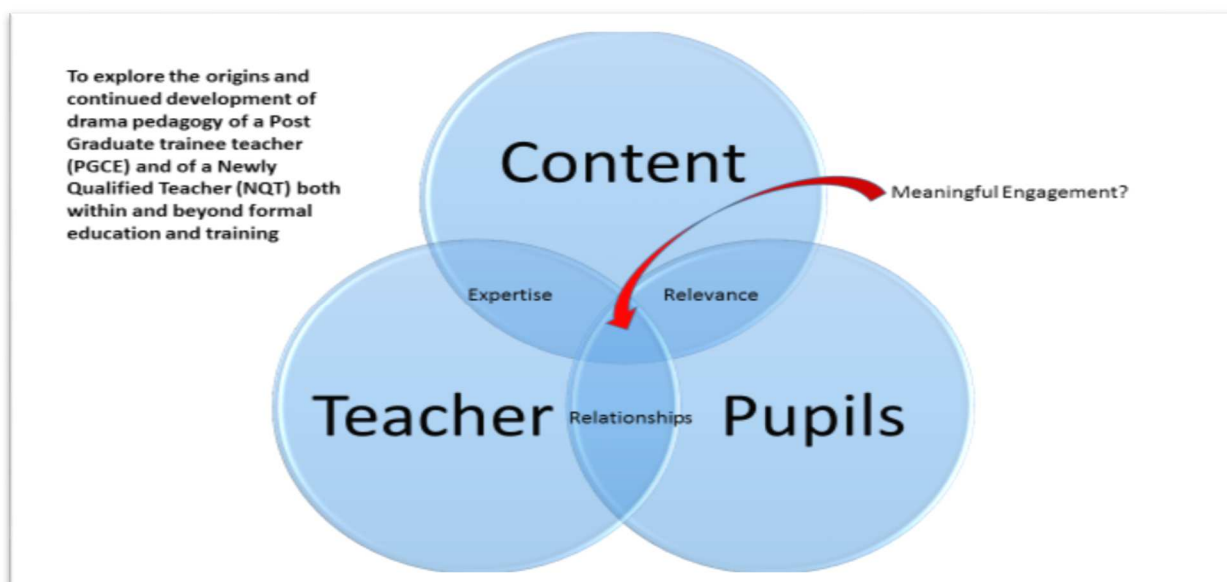 To explore the origins and
continued development of
drama pedagogy of a Post
Graduate trainee teacher
(PGCE) and of a Newly
Qualified Teacher (NQT) both
within and beyond formal
education and training
Content
Meaningful Engagement?
Expertise
Relevance
Teacher
Relationships
Pupils